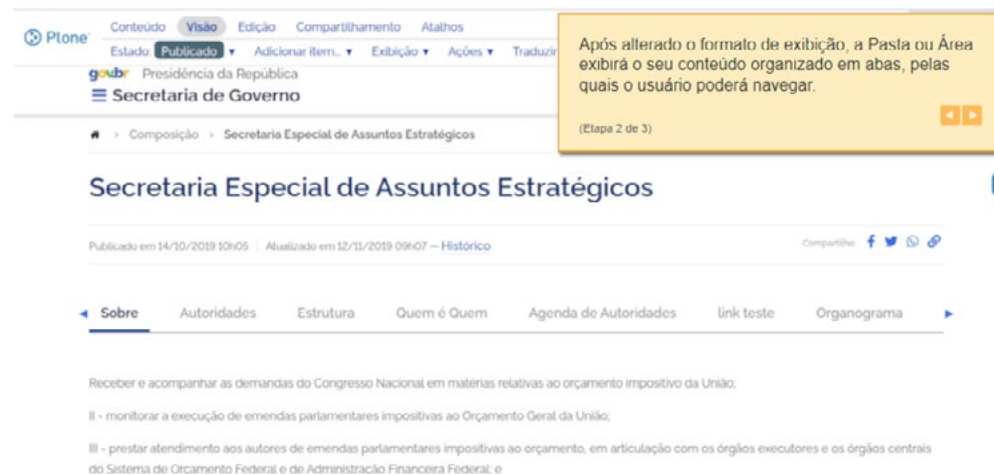 Plone
Conteúdo Visão Edição Compartilhamento Atalhos
Estado: Publicado Adicionar item... Exibição Ações Traduzir
Após alterado o formato de exibição, a Pasta ou Área
exibirá o seu conteúdo organizado em abas, pelas
quais o usuário poderá navegar.
(Etapa 2 de 3)
govbr Presidência da República
Secretaria de Governo
> Composição > Secretaria Especial de Assuntos Estratégicos
Secretaria Especial de Assuntos Estratégicos
Publicado em 14/10/2019 10h05 Atualizado em 12/11/2019 09h07 — Histórico
Compartilhe:
Sobre Autoridades Estrutura Quem é Quem Agenda de Autoridades link teste Organograma
Receber e acompanhar as demandas do Congresso Nacional em matérias relativas ao orçamento impositivo da União;
II - monitorar a execução de emendas parlamentares impositivas ao Orçamento Geral da União;
III - prestar atendimento aos autores de emendas parlamentares impositivas ao orçamento, em articulação com os órgãos executores e os órgãos centrais
do Sistema de Orçamento Federal e de Administração Financeira Federal; e